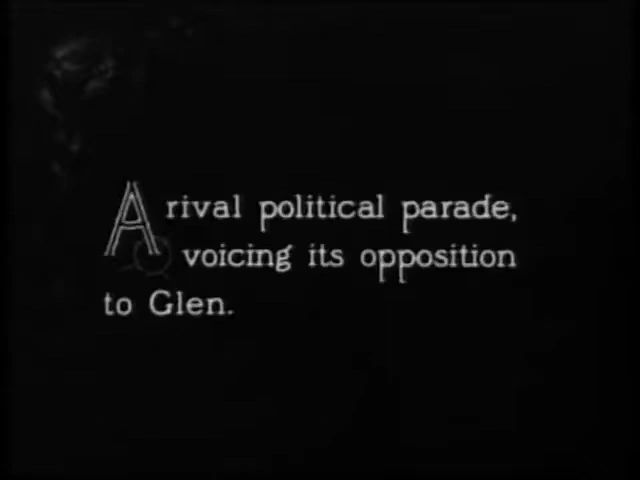 A rival political parade,
voicing its opposition
to Glen.